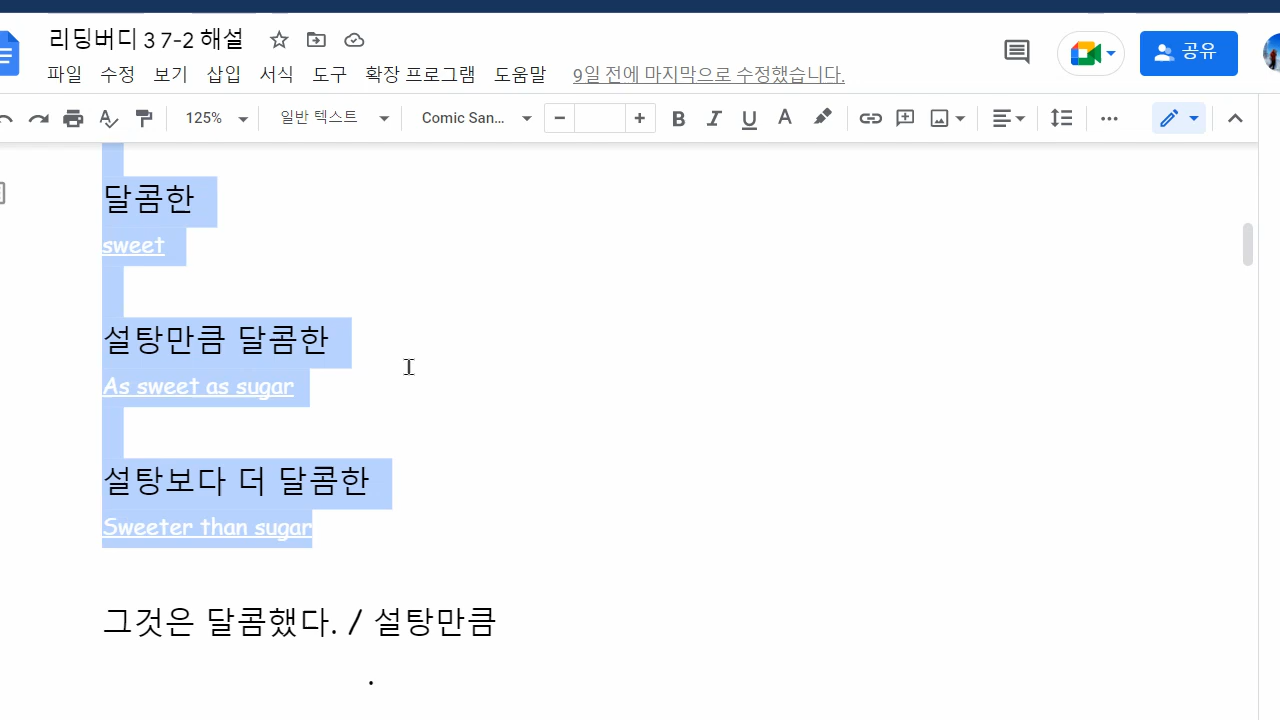 리딩버디 3 7-2 해설
파일 수정 보기 삽입 서식 도구 확장 프로그램 도움말 9일 전에 마지막으로 수정했습니다.
공유
125% 일반 텍스트 Comic San... − + B I U A ...
달콤한
sweet
설탕만큼 달콤한
As sweet as sugar
설탕보다 더 달콤한
Sweeter than sugar
그것은 달콤했다. / 설탕만큼
.